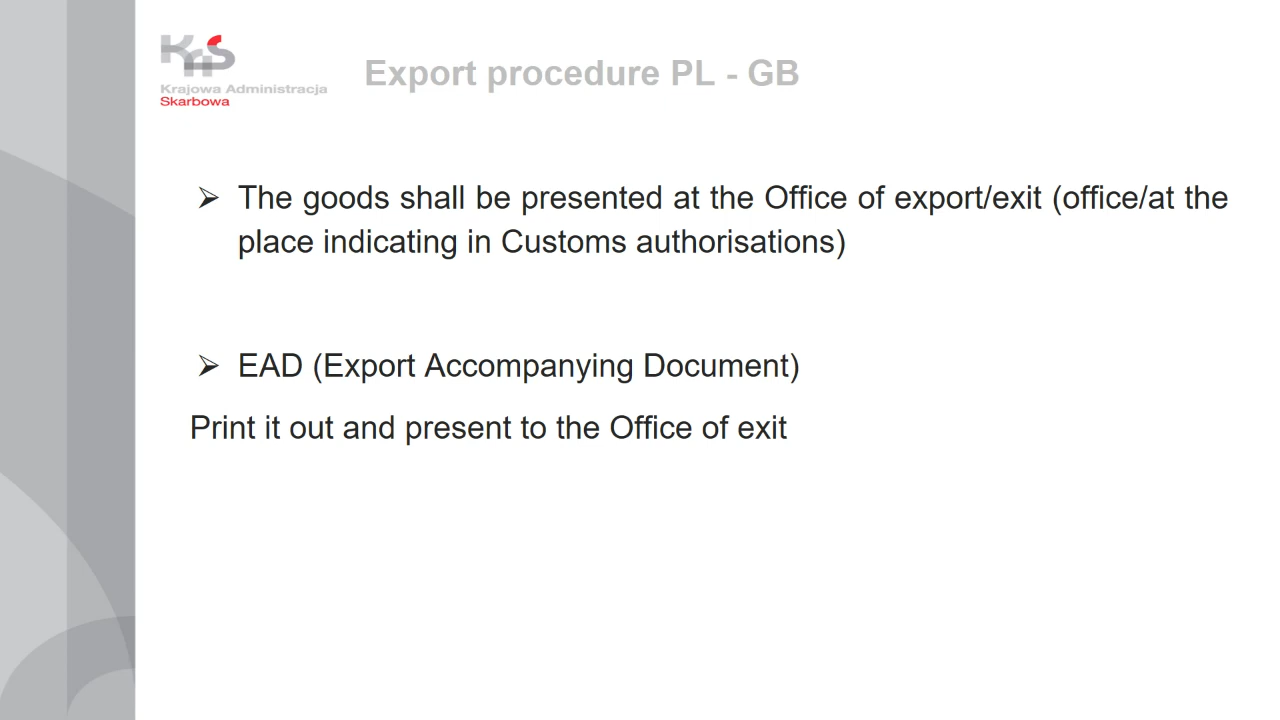 KAS
Krajowa Administracja
Skarbowa
Export procedure PL - GB
➢ The goods shall be presented at the Office of export/exit (office/at the
place indicating in Customs authorisations)
➢ EAD (Export Accompanying Document)
Print it out and present to the Office of exit